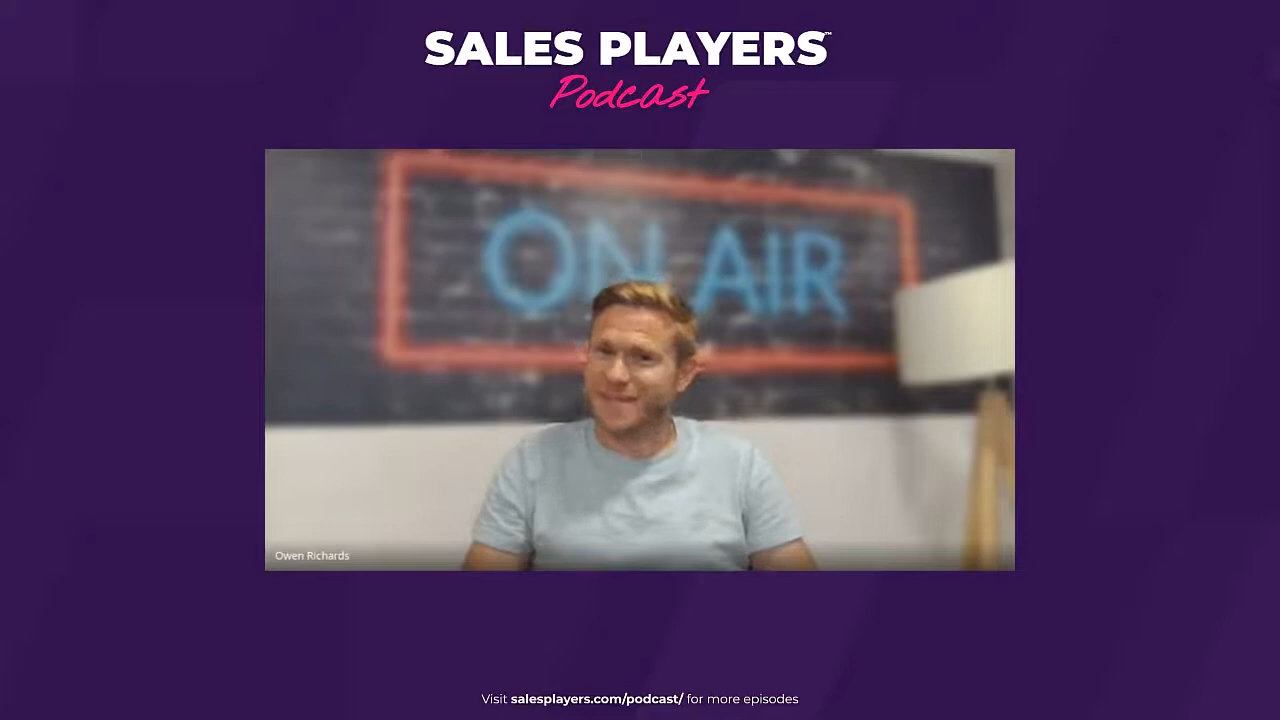 SALES PLAYERS™
Podcast
ON AIR
Owen Richards
Visit salesplayers.com/podcast/ for more episodes